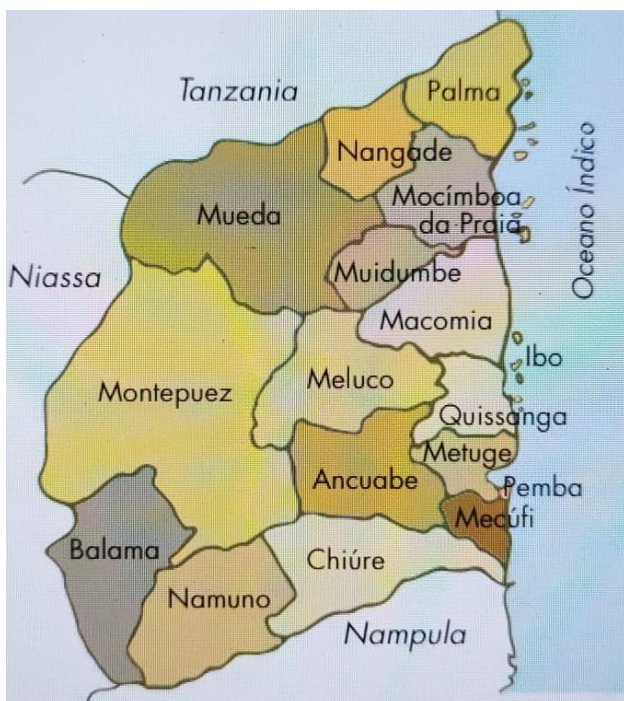 Tanzania
Palma
Nangade
Oceano Índico
Mueda
Mocímboa
da Praia
Niassa
Muidumbe
Macomia
Ibo
Montepuez
Meluco
Quissanga
Metuge
Ancuabe
Pemba
Mecúfi
Balama
Chiúre
Namuno
Nampula